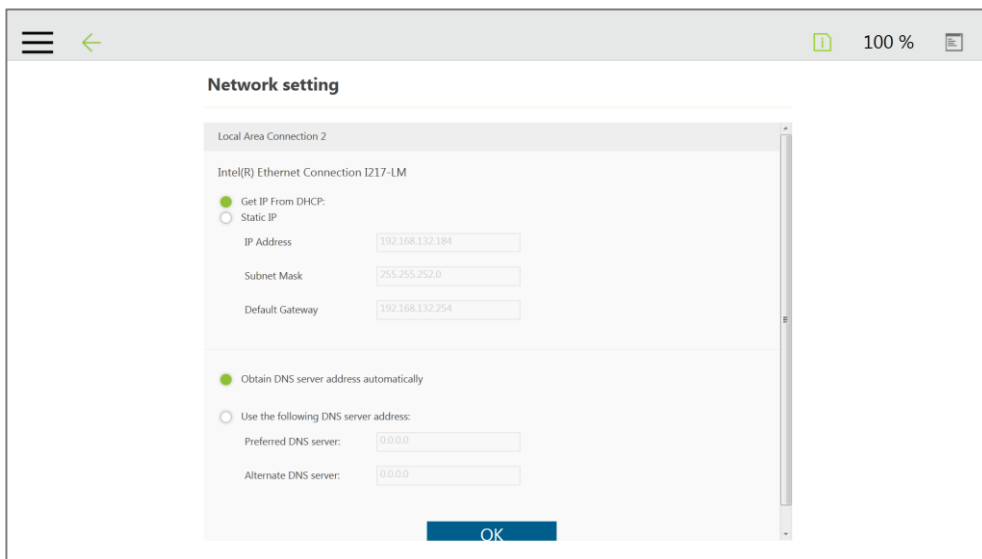 100 %
Network setting
Local Area Connection 2
Intel(R) Ethernet Connection I217-LM
Get IP From DHCP:
Static IP
IP Address 192.168.132.184
Subnet Mask 255.255.252.0
Default Gateway 192.168.132.254
Obtain DNS server address automatically
Use the following DNS server address:
Preferred DNS server: 0.0.0.0
Alternate DNS server: 0.0.0.0
OK